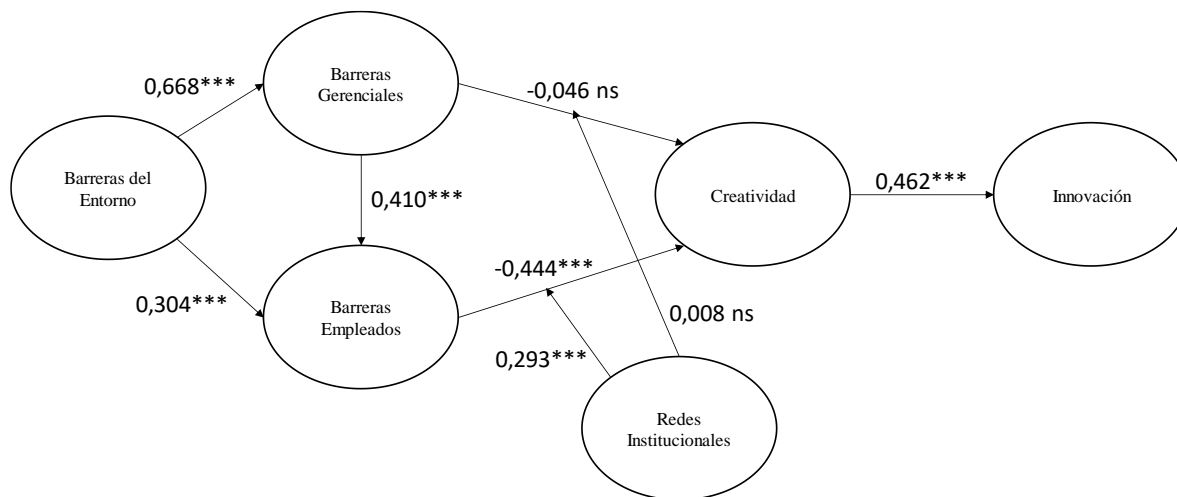 Barreras
Gerenciales
0,668***
-0,046 ns
Barreras del
Entorno
0,410***
Creatividad
0,462***
Innovación
-0,444***
0,304***
Barreras
Empleados
0,008 ns
0,293***
Redes
Institucionales